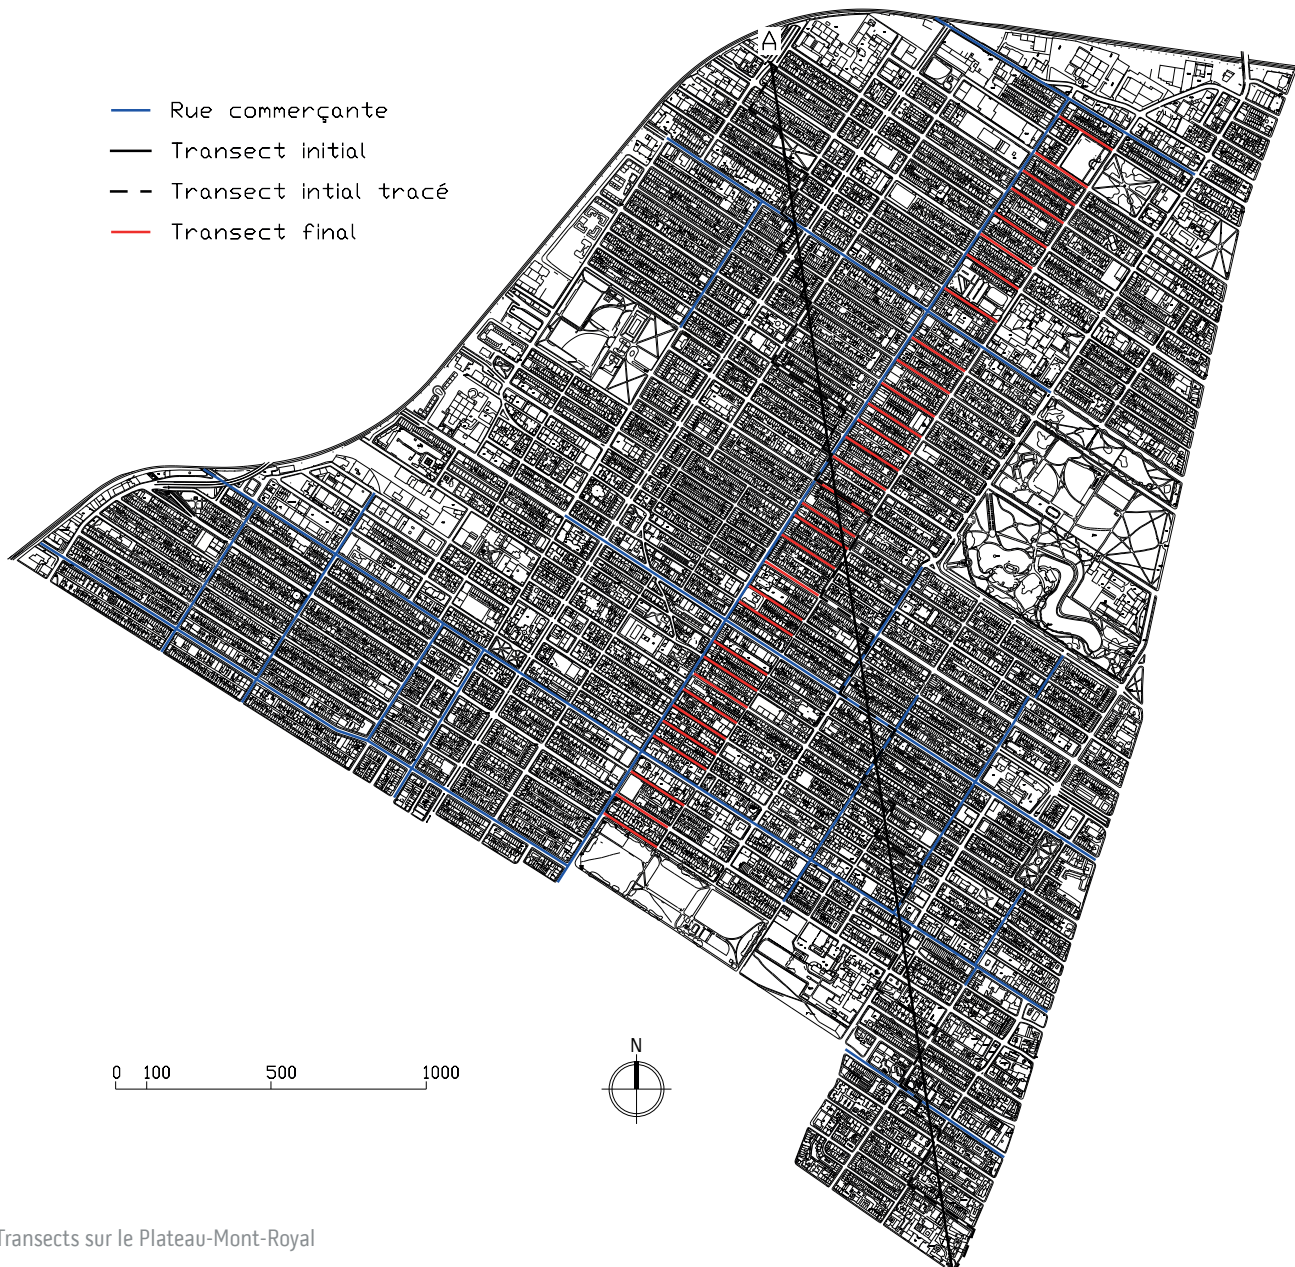 A
Rue commerçante
Transect initial
Transect intial tracé
Transect final
N
0 100 500 1000
Transects sur le Plateau-Mont-Royal